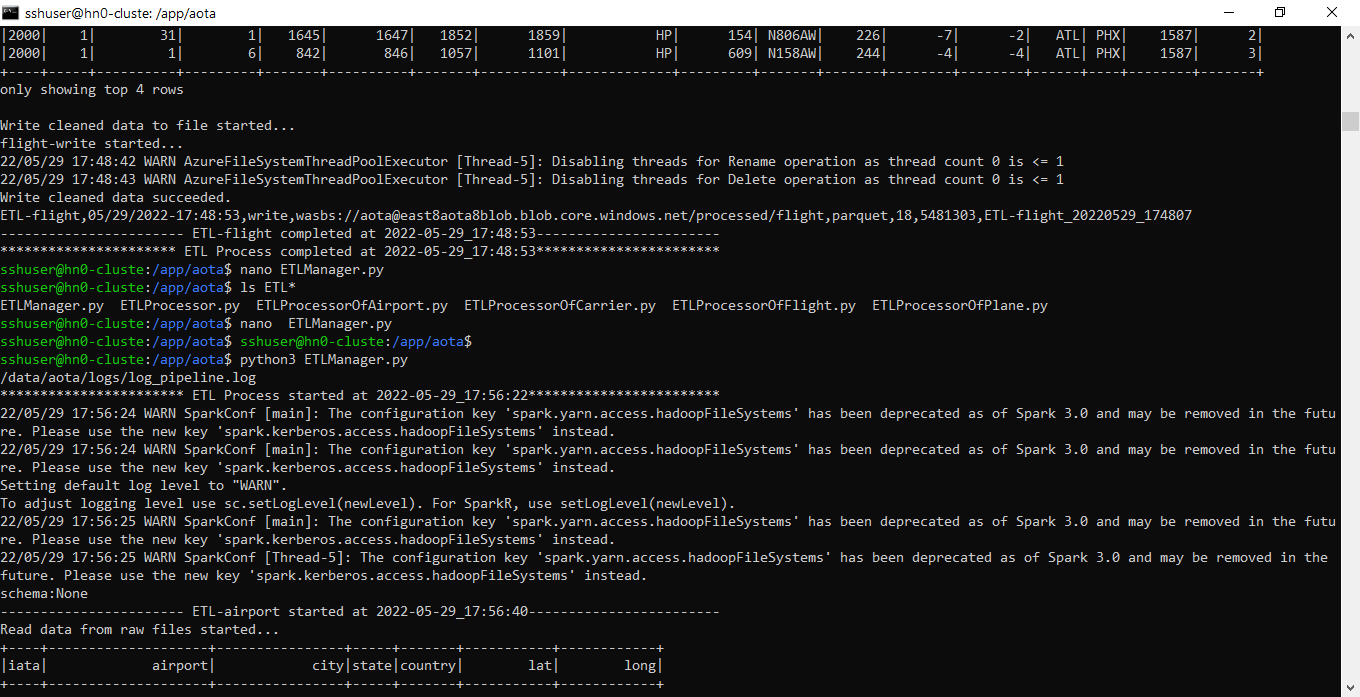 sshuser@hn0-cluste: /app/aota
|2000|    1|         31|         1|  1645|      1647|  1852|      1859|            HP|      154| N806AW|    226|      -7|      -2|   ATL| PHX|    1587|      2|
|2000|    1|          1|         6|   842|       846|  1057|      1101|            HP|      609| N158AW|    244|      -4|      -4|   ATL| PHX|    1587|      3|
+----+-----+-----------+----------+-------+----------+-------+----------+--------------+---------+-------+-------+--------+--------+------+----+--------+-------+
only showing top 4 rows
Write cleaned data to file started...
flight-write started...
22/05/29 17:48:42 WARN AzureFileSystemThreadPoolExecutor [Thread-5]: Disabling threads for Rename operation as thread count 0 is <= 1
22/05/29 17:48:43 WARN AzureFileSystemThreadPoolExecutor [Thread-5]: Disabling threads for Delete operation as thread count 0 is <= 1
Write cleaned data succeeded.
ETL-flight,05/29/2022-17:48:53,write,wasbs://aota@east8aota8blob.blob.core.windows.net/processed/flight,parquet,18,5481303,ETL-flight_20220529_174807
----------------------- ETL-flight completed at 2022-05-29_17:48:53-----------------------
********************** ETL Process completed at 2022-05-29_17:48:53***********************
sshuser@hn0-cluste:/app/aota$ nano ETLManager.py
sshuser@hn0-cluste:/app/aota$ ls ETL*
ETLManager.py  ETLProcessor.py  ETLProcessorOfAirport.py  ETLProcessorOfCarrier.py  ETLProcessorOfFlight.py  ETLProcessorOfPlane.py
sshuser@hn0-cluste:/app/aota$ nano  ETLManager.py
sshuser@hn0-cluste:/app/aota$ sshuser@hn0-cluste:/app/aota$
sshuser@hn0-cluste:/app/aota$ python3 ETLManager.py
/data/aota/logs/log_pipeline.log
*********************** ETL Process started at 2022-05-29_17:56:22************************
22/05/29 17:56:24 WARN SparkConf [main]: The configuration key 'spark.yarn.access.hadoopFileSystems' has been deprecated as of Spark 3.0 and may be removed in the futu
re. Please use the new key 'spark.kerberos.access.hadoopFileSystems' instead.
22/05/29 17:56:24 WARN SparkConf [main]: The configuration key 'spark.yarn.access.hadoopFileSystems' has been deprecated as of Spark 3.0 and may be removed in the futu
re. Please use the new key 'spark.kerberos.access.hadoopFileSystems' instead.
Setting default log level to "WARN".
To adjust logging level use sc.setLogLevel(newLevel). For SparkR, use setLogLevel(newLevel).
22/05/29 17:56:25 WARN SparkConf [main]: The configuration key 'spark.yarn.access.hadoopFileSystems' has been deprecated as of Spark 3.0 and may be removed in the futu
re. Please use the new key 'spark.kerberos.access.hadoopFileSystems' instead.
22/05/29 17:56:25 WARN SparkConf [Thread-5]: The configuration key 'spark.yarn.access.hadoopFileSystems' has been deprecated as of Spark 3.0 and may be removed in the
future. Please use the new key 'spark.kerberos.access.hadoopFileSystems' instead.
schema:None
----------------------- ETL-airport started at 2022-05-29_17:56:40------------------------
Read data from raw files started...
+----+--------------------+----------------+-----+-------+-----------+------------+
|iata|             airport|            city|state|country|        lat|        long|
+----+--------------------+----------------+-----+-------+-----------+------------+